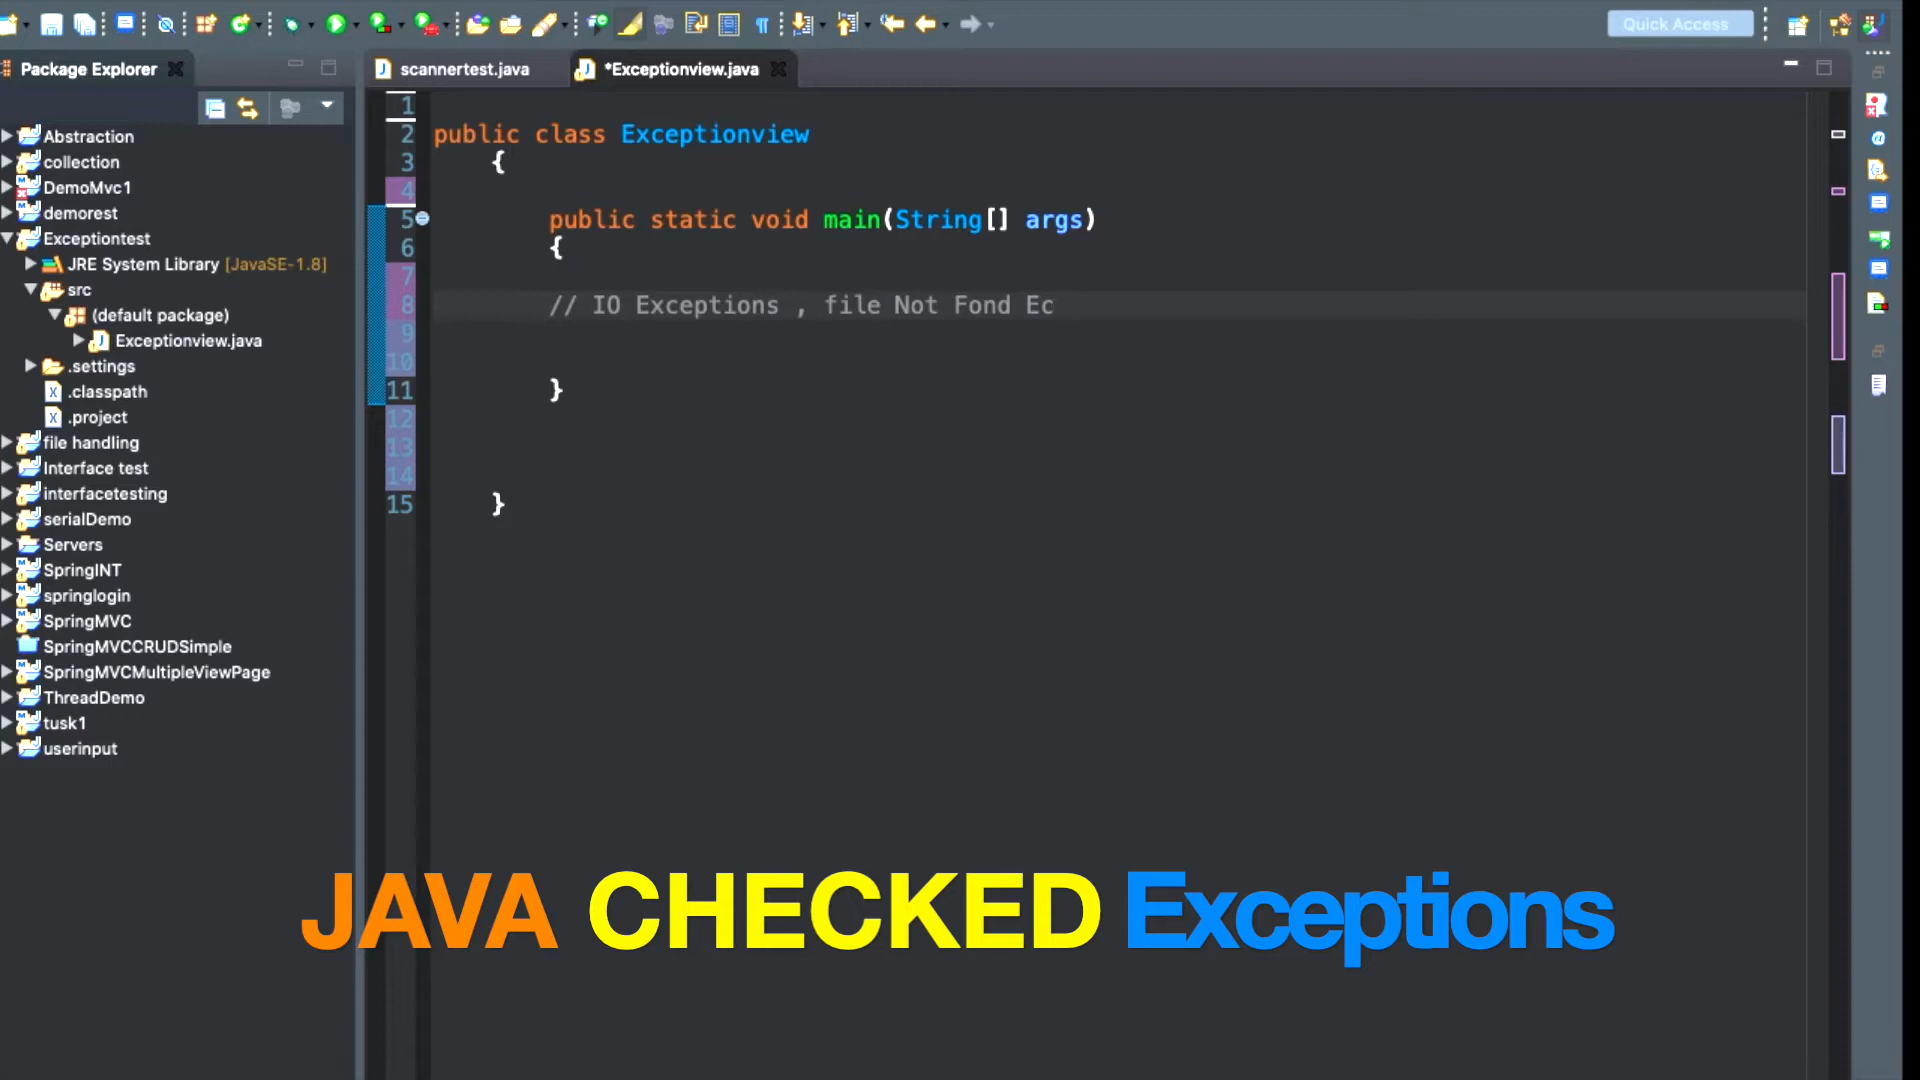 Quick Access
Package Explorer
scannertest.java
*Exceptionview.java
Abstraction
collection
DemoMvc1
demorest
Exceptiontest
JRE System Library [JavaSE-1.8]
src
(default package)
Exceptionview.java
.settings
.classpath
.project
file handling
Interface test
interfacetesting
serialDemo
Servers
SpringINT
springlogin
SpringMVC
SpringMVCCRUDSimple
SpringMVCMultipleViewPage
ThreadDemo
tusk1
userinput
1
2 public class Exceptionview
3 {
4
5 public static void main(String[] args)
6 {
7
8 // IO Exceptions , file Not Fond Ec
9
10
11 }
12
13
14
15 }
JAVA CHECKED Exceptions